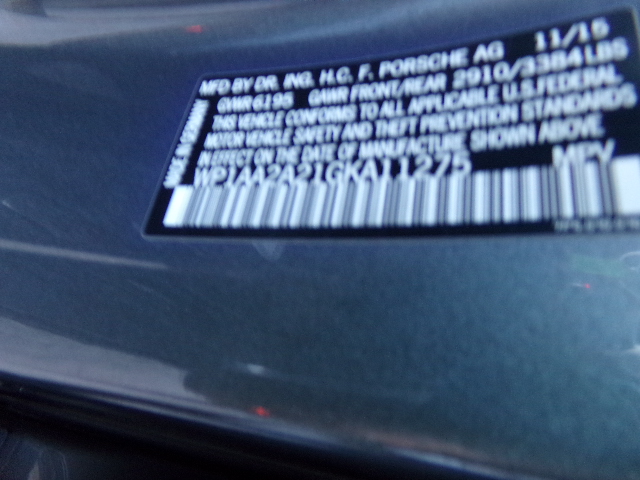 MFD BY DR. ING. H.C. F. PORSCHE AG 11/15
GVWR 6195 GAWR FRONT/REAR 2910/3384LBS
THIS VEHICLE CONFORMS TO ALL APPLICABLE U.S.FEDERAL
MOTOR VEHICLE SAFETY AND THEFT PREVENTION STANDARDS
IN EFFECT ON THE DATE OF MANUFACTURE SHOWN ABOVE
WP1AA2A21GKA11275 MPV
MADE IN GERMANY